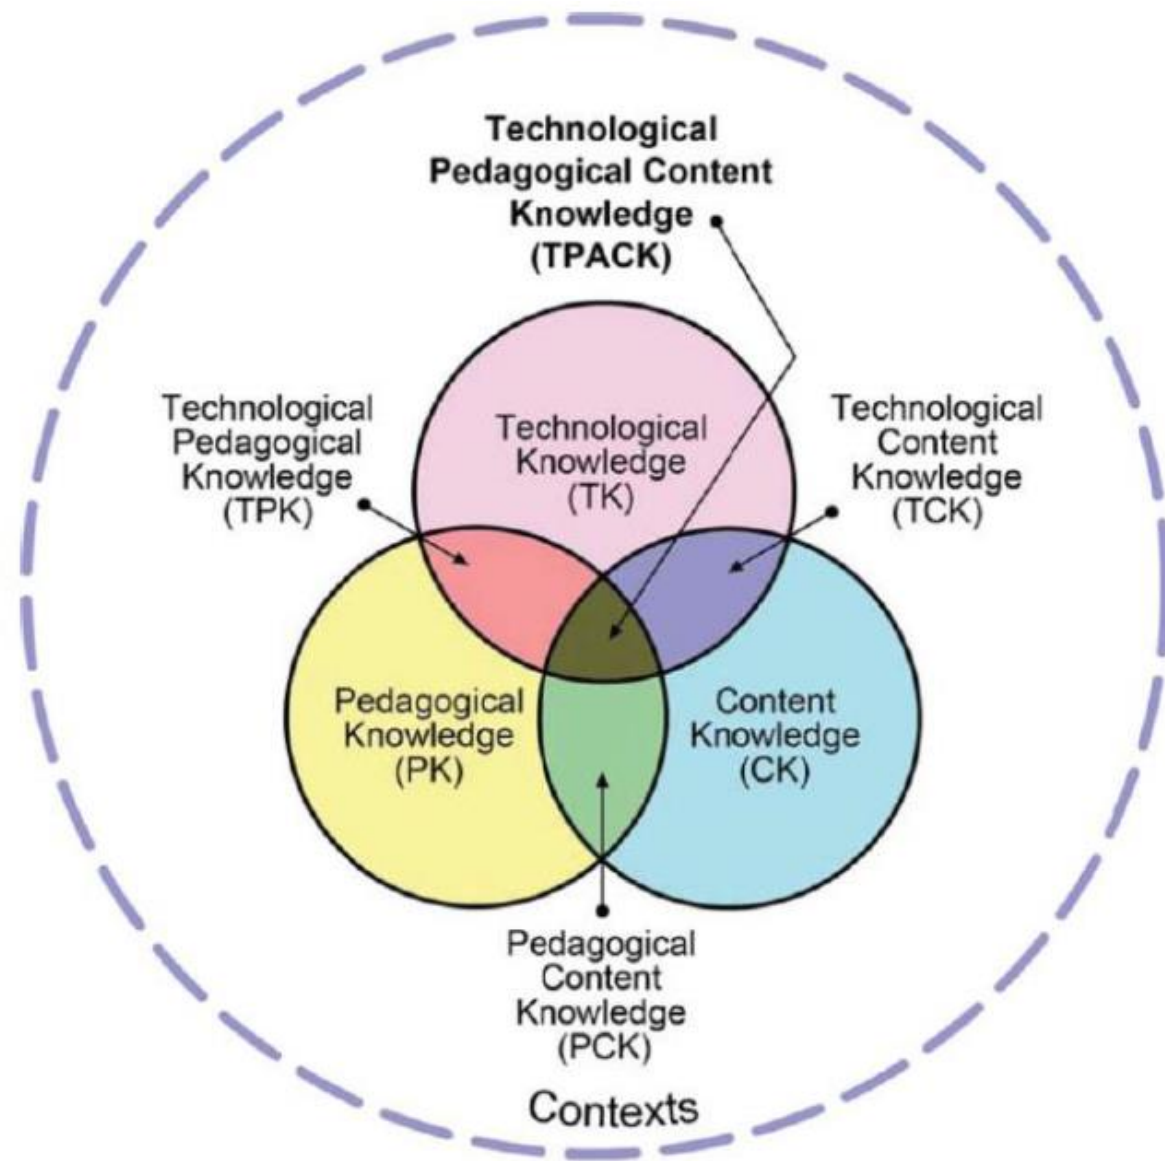 Technological
Pedagogical Content
Knowledge
(TPACK)
Technological
Pedagogical
Knowledge
(TPK)
Technological
Knowledge
(TK)
Technological
Content
Knowledge
(TCK)
Pedagogical
Knowledge
(PK)
Content
Knowledge
(CK)
Pedagogical
Content
Knowledge
(PCK)
Contexts